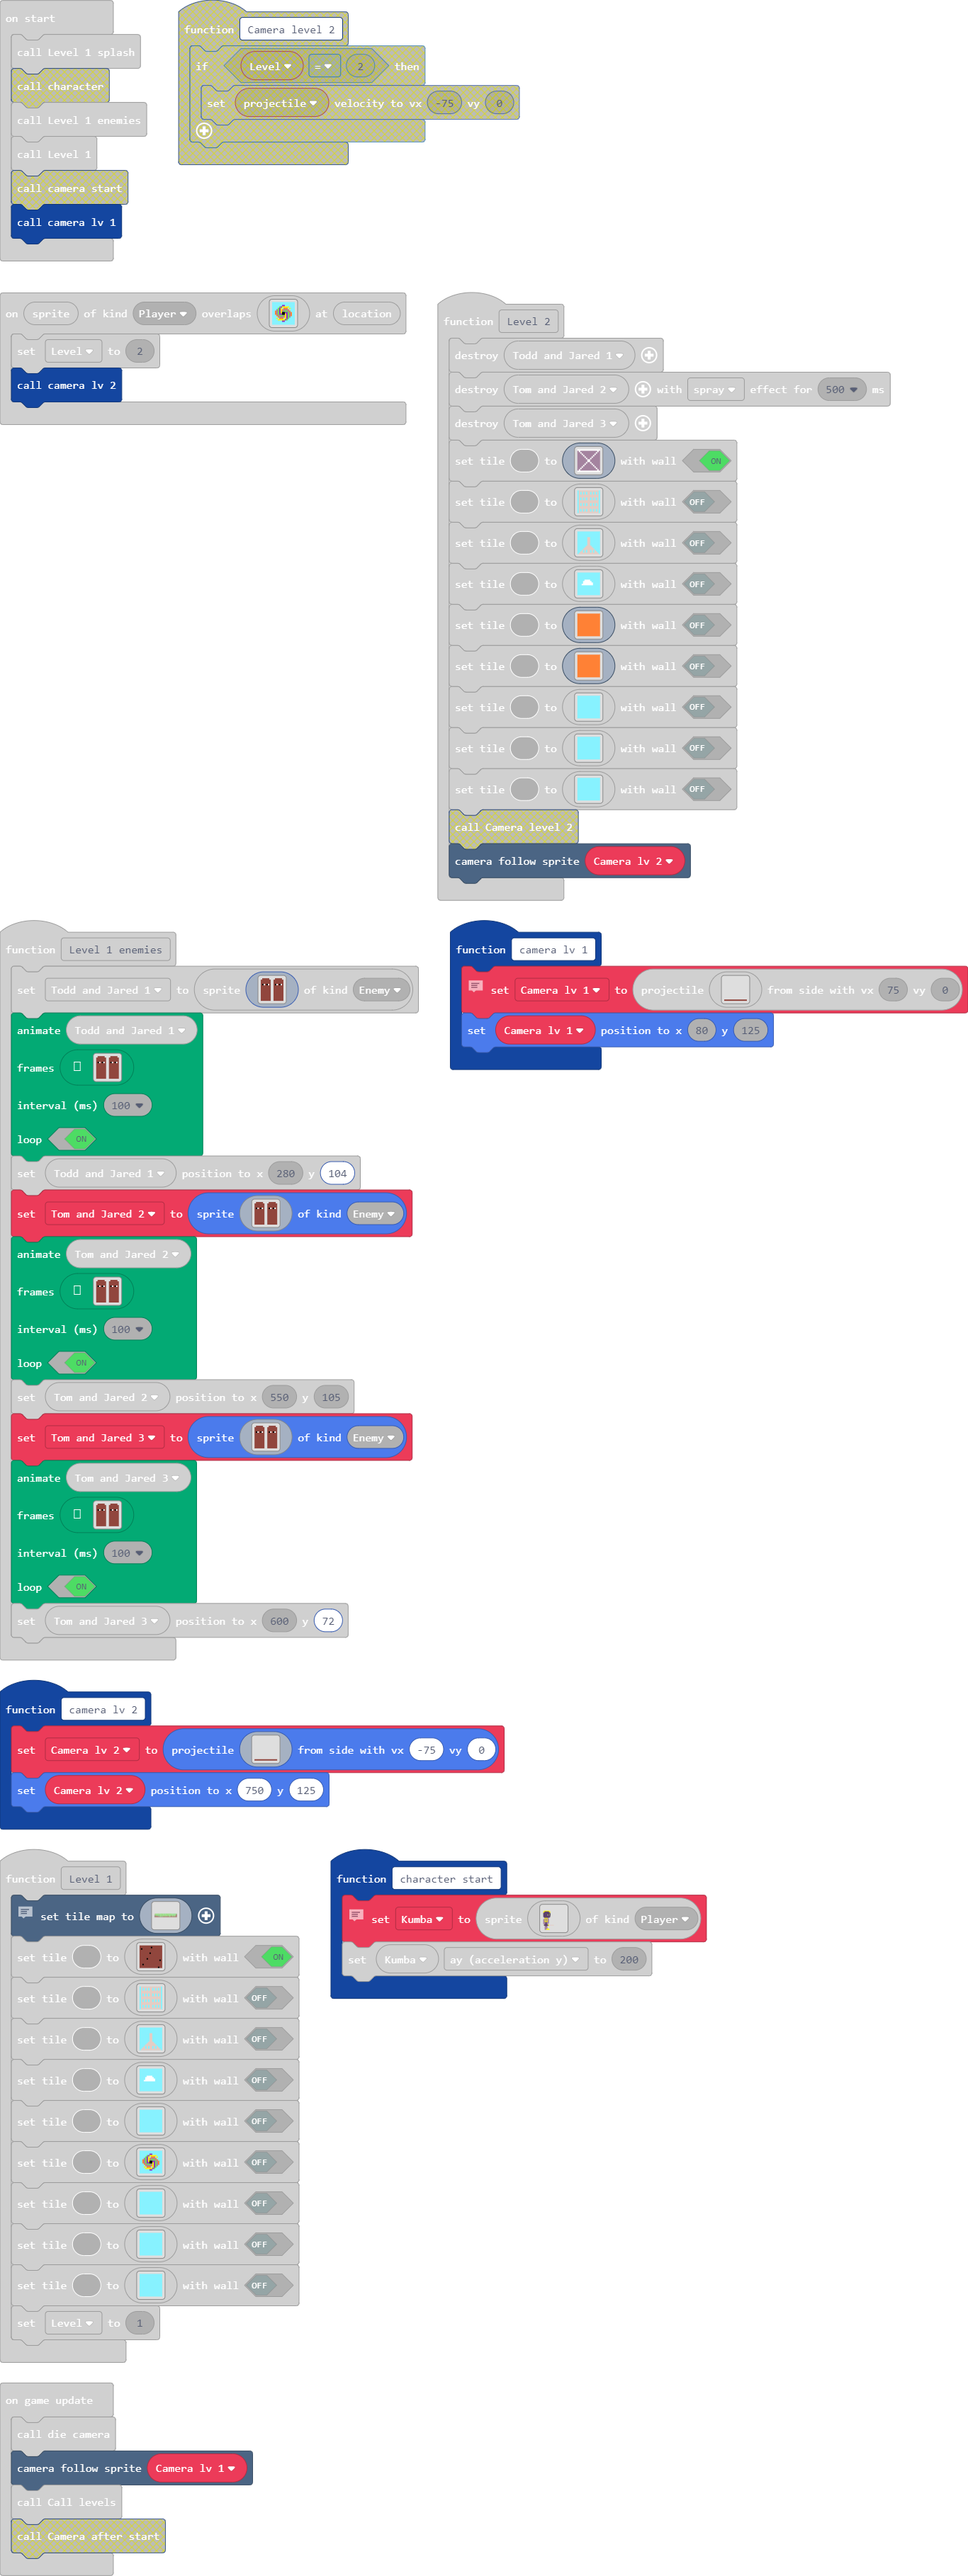 on start
call Level 1 splash
call character
call Level 1 enemies
call Level 1
call camera start
call camera lv 1
function Camera level 2
if Level = 2 then
set projectile velocity to vx -75 vy 0
on sprite of kind Player overlaps at location
set Level to 2
call camera lv 2
function Level 2
destroy Todd and Jared 1
destroy Tom and Jared 2 with spray effect for 500 ms
destroy Tom and Jared 3
set tile to with wall ON
set tile to with wall OFF
set tile to with wall OFF
set tile to with wall OFF
set tile to with wall OFF
set tile to with wall OFF
set tile to with wall OFF
set tile to with wall OFF
set tile to with wall OFF
call Camera level 2
camera follow sprite Camera lv 2
function Level 1 enemies
set Todd and Jared 1 to sprite of kind Enemy
animate Todd and Jared 1
frames
interval (ms) 100
loop ON
set Todd and Jared 1 position to x 280 y 104
set Tom and Jared 2 to sprite of kind Enemy
animate Tom and Jared 2
frames
interval (ms) 100
loop ON
set Tom and Jared 2 position to x 550 y 105
set Tom and Jared 3 to sprite of kind Enemy
animate Tom and Jared 3
frames
interval (ms) 100
loop ON
set Tom and Jared 3 position to x 600 y 72
function camera lv 1
set Camera lv 1 to projectile from side with vx 75 vy 0
set Camera lv 1 position to x 80 y 125
function camera lv 2
set Camera lv 2 to projectile from side with vx -75 vy 0
set Camera lv 2 position to x 750 y 125
function Level 1
set tile map to
set tile to with wall ON
set tile to with wall OFF
set tile to with wall OFF
set tile to with wall OFF
set tile to with wall OFF
set tile to with wall OFF
set tile to with wall OFF
set tile to with wall OFF
set tile to with wall OFF
set Level to 1
function character start
set Kumba to sprite of kind Player
set Kumba ay (acceleration y) to 200
on game update
call die camera
camera follow sprite Camera lv 1
call Call levels
call Camera after start